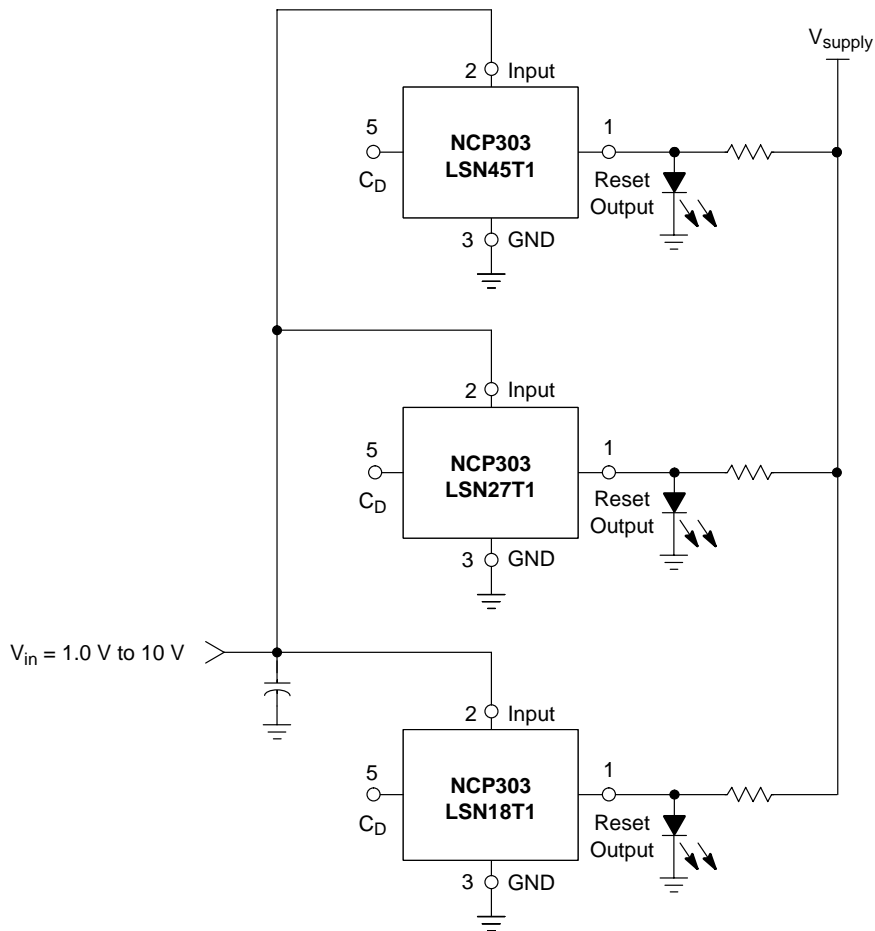 V_supply
2 Input
5
C_D
NCP303
LSN45T1
1
Reset
Output
3 GND
2 Input
5
C_D
NCP303
LSN27T1
1
Reset
Output
3 GND
V_in = 1.0 V to 10 V
2 Input
5
C_D
NCP303
LSN18T1
1
Reset
Output
3 GND